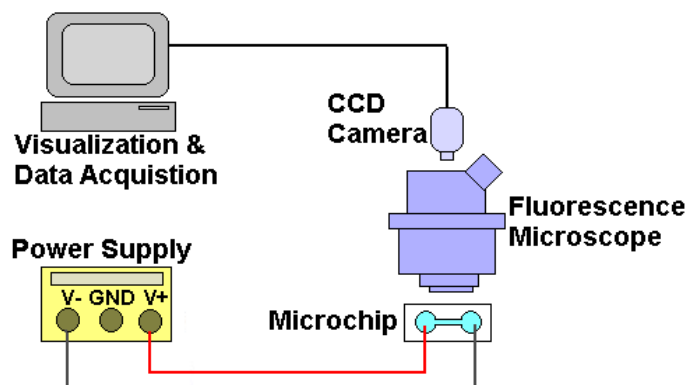 CCD
Camera
Visualization &
Data Acquistion
Fluorescence
Microscope
Power Supply
V- GND V+
Microchip